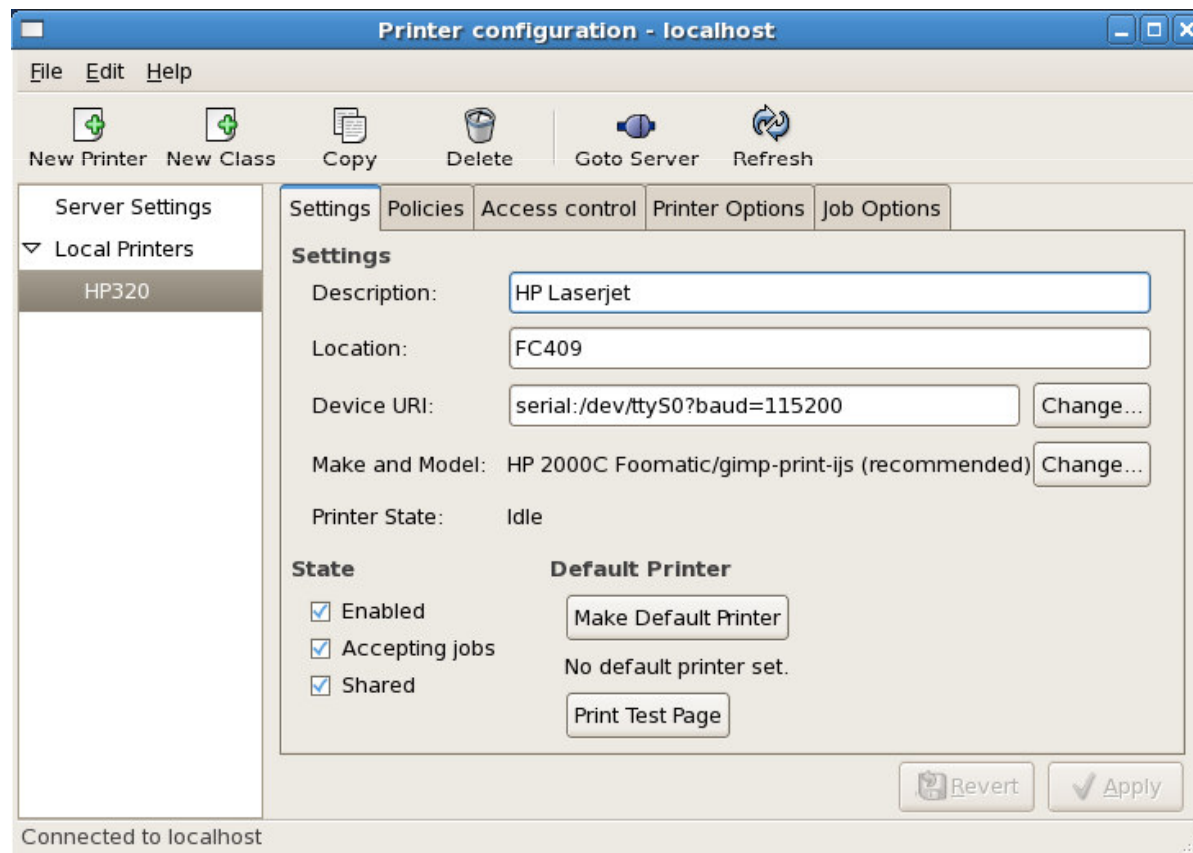 Printer configuration - localhost
File Edit Help
New Printer New Class Copy Delete Goto Server Refresh
Server Settings
Local Printers
HP320
Settings Policies Access control Printer Options Job Options
Settings
Description: HP Laserjet
Location: FC409
Device URI: serial:/dev/ttyS0?baud=115200 Change...
Make and Model: HP 2000C Foomatic/gimp-print-ijs (recommended) Change...
Printer State: Idle
State Default Printer
Enabled Make Default Printer
Accepting jobs
No default printer set.
Shared
Print Test Page
Revert Apply
Connected to localhost